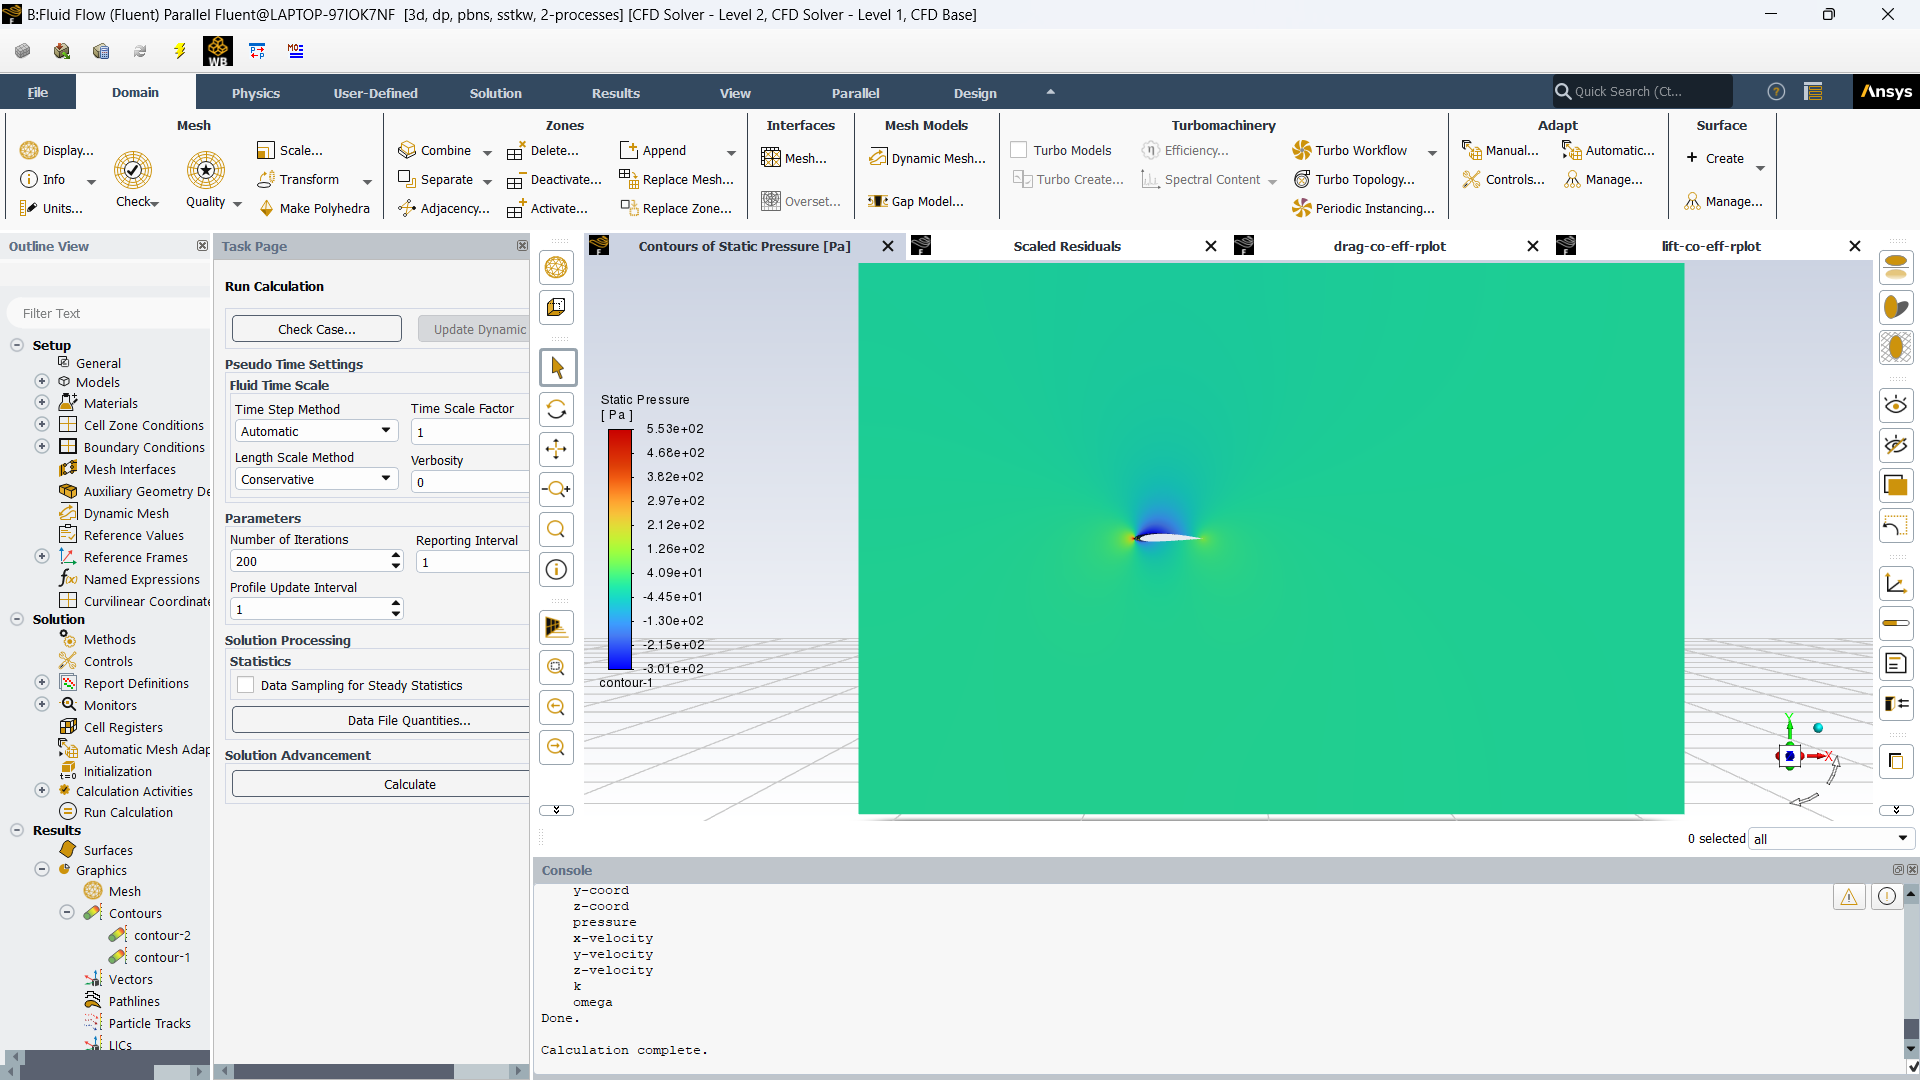 B:Fluid Flow (Fluent) Parallel Fluent@LAPTOP-97IOK7NF [3d, dp, pbns, sstkw, 2-processes] [CFD Solver - Level 2, CFD Solver - Level 1, CFD Base]
WB
File Domain Physics User-Defined Solution Results View Parallel Design Quick Search (Ct... Ansys
Mesh Zones Interfaces Mesh Models Turbomachinery Adapt Surface
Display... Scale... Combine Delete... Append Mesh... Dynamic Mesh... Turbo Models Efficiency... Turbo Workflow Manual... Automatic... Create
Info Check Quality Transform Separate Deactivate... Replace Mesh... Turbo Create... Spectral Content Turbo Topology... Controls... Manage...
Units... Make Polyhedra Adjacency... Activate... Replace Zone... Overset... Gap Model... Periodic Instancing... Manage...
Outline View
Filter Text
Setup
General
Models
Materials
Cell Zone Conditions
Boundary Conditions
Mesh Interfaces
Auxiliary Geometry De
Dynamic Mesh
Reference Values
Reference Frames
Named Expressions
Curvilinear Coordinate
Solution
Methods
Controls
Report Definitions
Monitors
Cell Registers
Automatic Mesh Adap
Initialization
Calculation Activities
Run Calculation
Results
Surfaces
Graphics
Mesh
Contours
contour-2
contour-1
Vectors
Pathlines
Particle Tracks
LICs
Task Page
Run Calculation
Check Case... Update Dynamic
Pseudo Time Settings
Fluid Time Scale
Time Step Method Time Scale Factor
Automatic 1
Length Scale Method Verbosity
Conservative 0
Parameters
Number of Iterations Reporting Interval
200 1
Profile Update Interval
1
Solution Processing
Statistics
Data Sampling for Steady Statistics
Data File Quantities...
Solution Advancement
Calculate
Contours of Static Pressure [Pa] Scaled Residuals drag-co-eff-rplot lift-co-eff-rplot
Static Pressure
[ Pa ]
5.53e+02
4.68e+02
3.82e+02
2.97e+02
2.12e+02
1.26e+02
4.09e+01
-4.45e+01
-1.30e+02
-2.15e+02
-3.01e+02
contour-1
Y
X
0 selected all
Console
y-coord
z-coord
pressure
x-velocity
y-velocity
z-velocity
k
omega
Done.
Calculation complete.